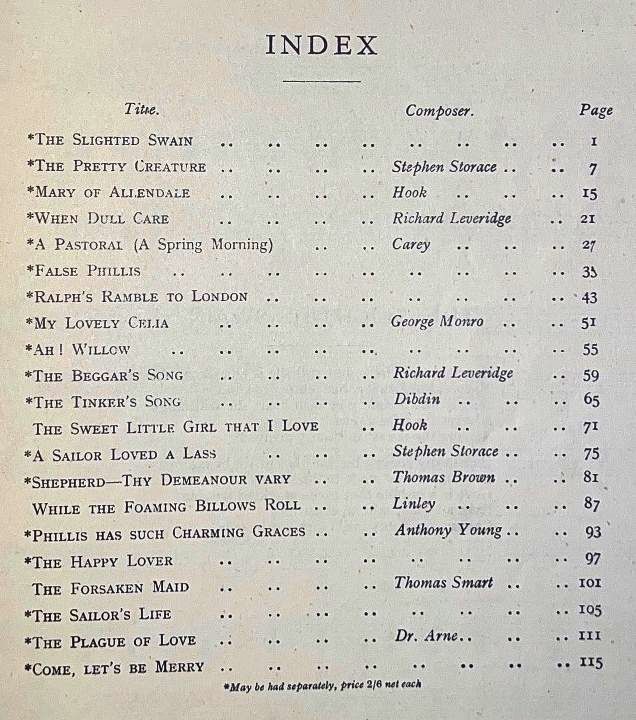 INDEX
Title. Composer. Page
*The Slighted Swain .. .. .. .. .. .. .. .. 1
*The Pretty Creature .. .. .. .. Stephen Storace .. .. 7
*Mary of Allendale .. .. .. .. Hook .. .. .. 15
*When Dull Care .. .. .. .. Richard Leveridge .. 21
*A Pastoral (A Spring Morning) .. .. Carey .. .. .. 27
*False Phillis .. .. .. .. .. .. .. .. .. 33
*Ralph's Ramble to London .. .. .. .. .. .. .. 43
*My Lovely Celia .. .. .. .. George Monro .. .. 51
*Ah! Willow .. .. .. .. .. .. .. .. .. 55
*The Beggar's Song .. .. .. .. Richard Leveridge .. 59
*The Tinker's Song .. .. .. .. Dibdin .. .. .. 65
The Sweet Little Girl that I Love .. Hook .. .. .. 71
*A Sailor Loved a Lass .. .. .. Stephen Storace .. .. 75
*Shepherd—Thy Demeanour vary .. .. Thomas Brown .. .. 81
While the Foaming Billows Roll .. .. Linley .. .. .. 87
*Phillis has such Charming Graces .. .. Anthony Young .. .. 93
*The Happy Lover .. .. .. .. .. .. .. .. 97
The Forsaken Maid .. .. .. .. Thomas Smart .. .. 101
*The Sailor's Life .. .. .. .. .. .. .. .. 105
*The Plague of Love .. .. .. .. Dr. Arne .. .. .. 111
*Come, let's be Merry .. .. .. .. .. .. .. .. 115
*May be had separately, price 2/6 net each